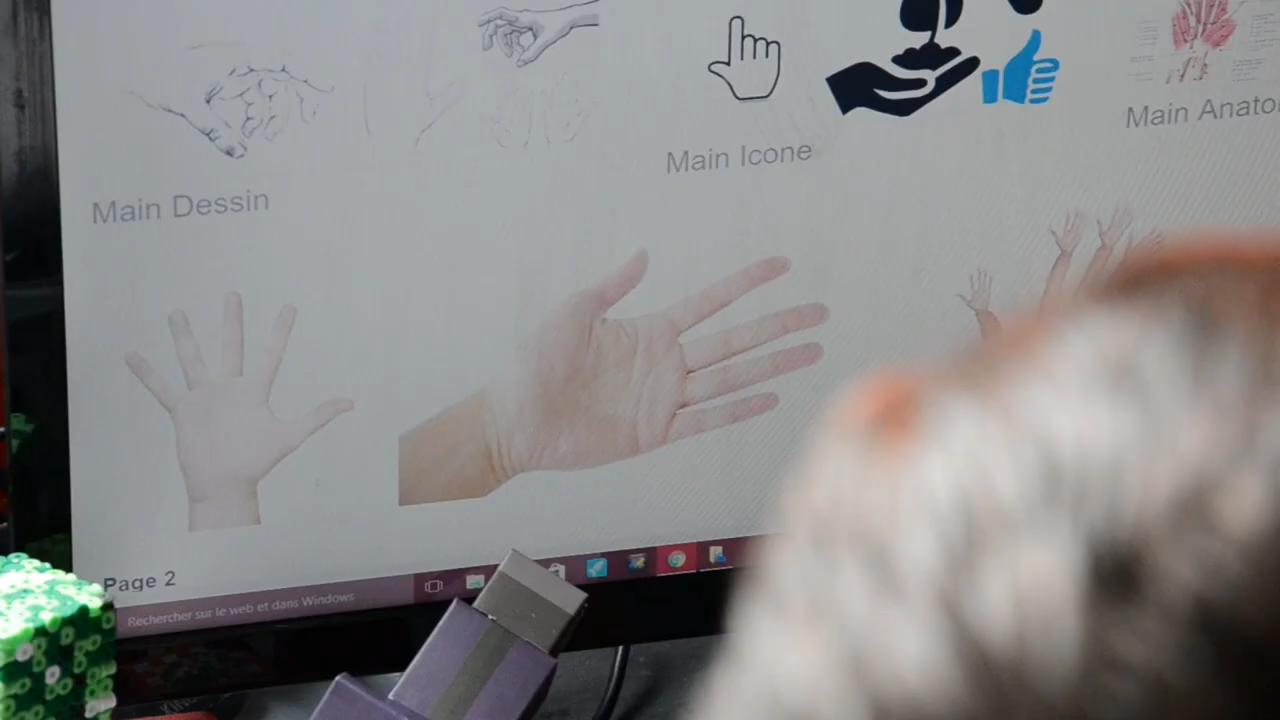 Main Icone
Main Anato
Main Dessin
Page 2
Rechercher sur le web et dans Windows